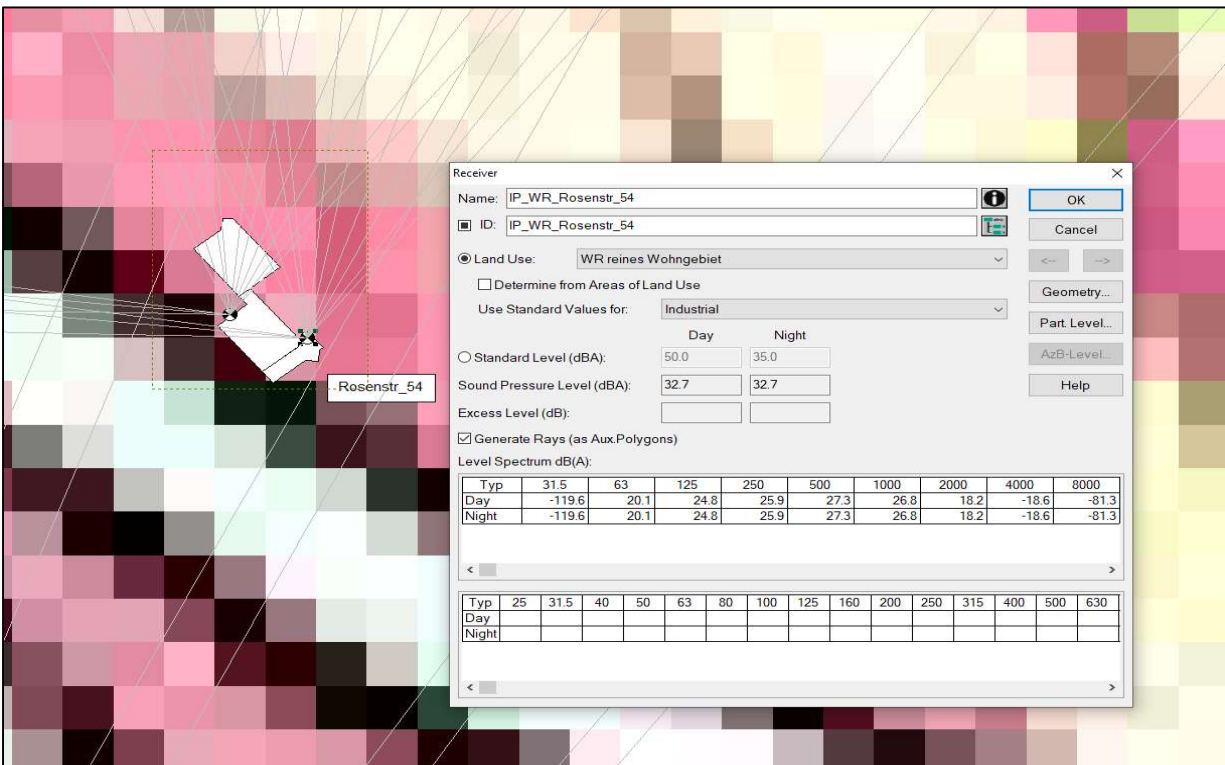 Receiver
Name: IP_WR_Rosenstr_54
OK
ID: IP_WR_Rosenstr_54
Cancel
Land Use: WR reines Wohngebiet
<-- -->
Determine from Areas of Land Use
Geometry...
Use Standard Values for: Industrial
Part. Level...
Day Night
Standard Level (dBA): 50.0 35.0
AzB-Level...
Sound Pressure Level (dBA): 32.7 32.7
Help
Excess Level (dB):
Generate Rays (as Aux.Polygons)
Level Spectrum dB(A):
Typ 31.5 63 125 250 500 1000 2000 4000 8000
Day -119.6 20.1 24.8 25.9 27.3 26.8 18.2 -18.6 -81.3
Night -119.6 20.1 24.8 25.9 27.3 26.8 18.2 -18.6 -81.3
Typ 25 31.5 40 50 63 80 100 125 160 200 250 315 400 500 630
Day
Night
Rosenstr_54